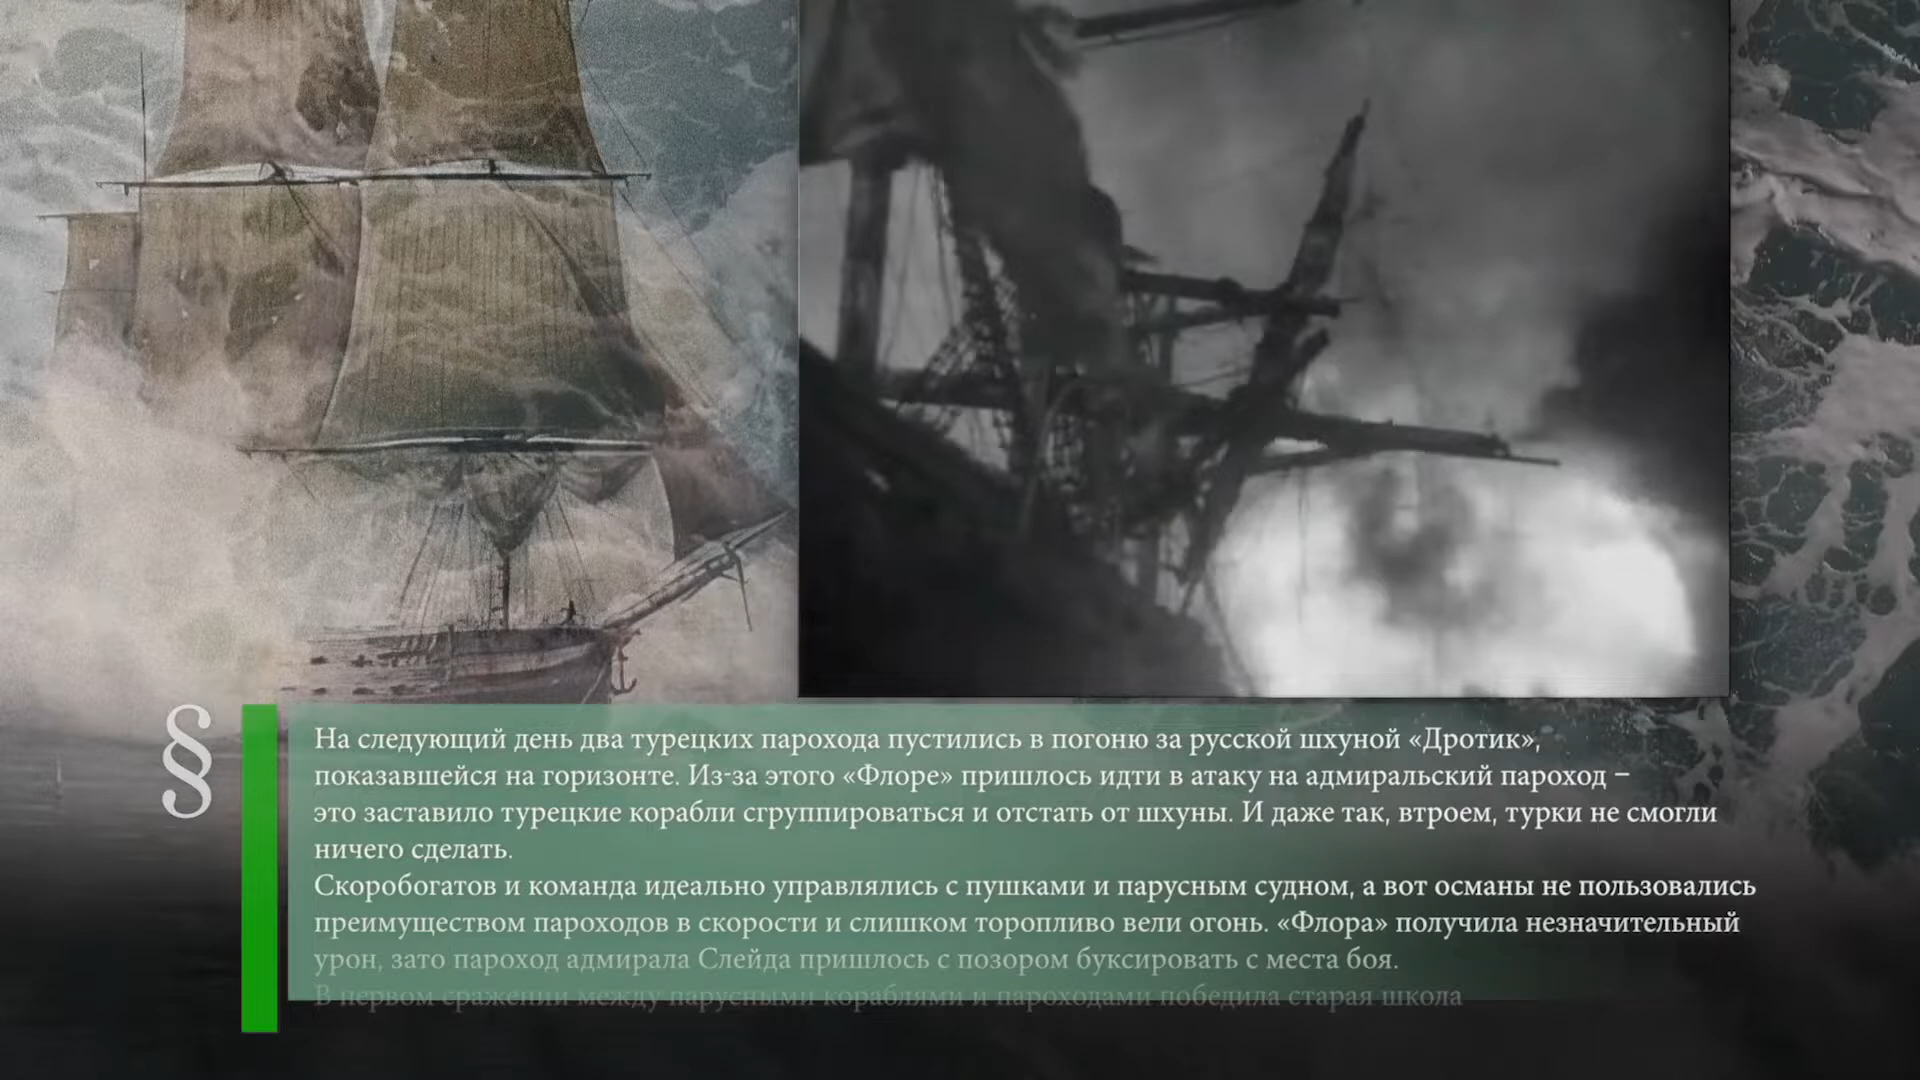 §
На следующий день два турецких парохода пустились в погоню за русской шхуной «Дротик»,
показавшейся на горизонте. Из-за этого «Флоре» пришлось идти в атаку на адмиральский пароход –
это заставило турецкие корабли сгруппироваться и отстать от шхуны. И даже так, втроем, турки не смогли
ничего сделать.
Скоробогатов и команда идеально управлялись с пушками и парусным судном, а вот османы не пользовались
преимуществом пароходов в скорости и слишком торопливо вели огонь. «Флора» получила незначительный
урон, зато пароход адмирала Слейда пришлось с позором буксировать с места боя.
В первом сражении между парусными кораблями и пароходами победила старая школа